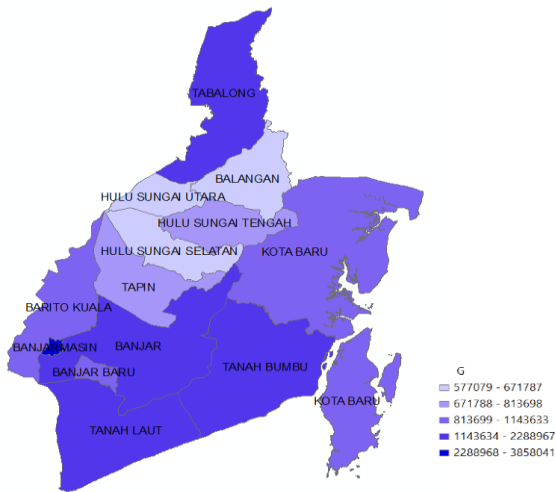 TABALONG
BALANGAN
HULU SUNGAI UTARA
HULU SUNGAI TENGAH
HULU SUNGAI SELATAN
KOTA BARU
TAPIN
BARITO KUALA
BANJARMASIN
BANJAR
BANJAR BARU
TANAH BUMBU
KOTA BARU
TANAH LAUT
G
577079 - 671787
671788 - 813698
813699 - 1143633
1143634 - 2288967
2288968 - 3858041